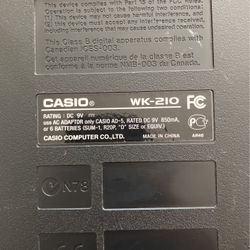 This device complies with Part 15 of the FCC Rules.
Operation is subject to the following two
conditions: (1) this device may not cause harmful
interference, and (2) this device must accept any
interference received, including interference that
may cause undesired operation.
This Class B digital apparatus complies with
Canadian ICES-003.
Cet appareil numérique de la classe B est
conforme à la norme NMB-003 du Canada.
CASIO® WK-210 FC
RATING: DC 9V
use AC ADAPTOR only CASIO AD-5, RATED DC 9V 850mA,
or 6 BATTERIES (SUM-1, R20P, "D" SIZE or EQUIV.)
CASIO COMPUTER CO.,LTD. MADE IN CHINA
N78